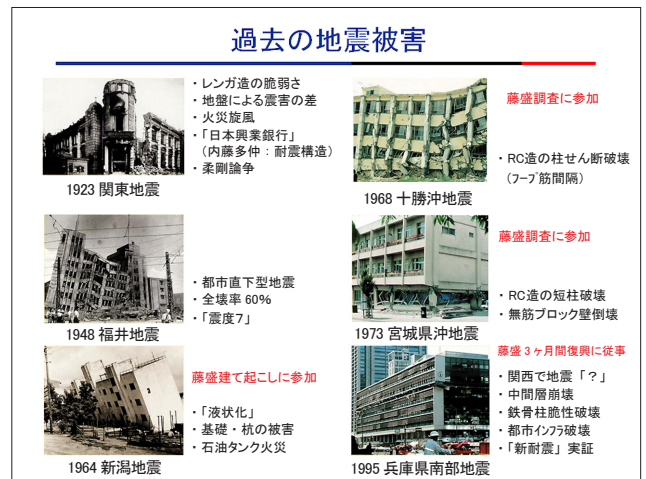 過去の地震被害
・レンガ造の脆弱さ
・地盤による震害の差
・火災旋風
・「日本興業銀行」
（内藤多仲：耐震構造）
・柔剛論争
1923 関東地震
藤盛調査に参加
・RC造の柱せん断破壊
（ﾌｰﾌﾟ筋間隔）
1968 十勝沖地震
・都市直下型地震
・全壊率 60%
・「震度７」
1948 福井地震
藤盛調査に参加
・RC造の短柱破壊
・無筋ブロック壁倒壊
1973 宮城県沖地震
藤盛建て起こしに参加
・「液状化」
・基礎・杭の被害
・石油タンク火災
1964 新潟地震
藤盛 3 ヶ月間復興に従事
・関西で地震「？」
・中間層崩壊
・鉄骨柱脆性破壊
・都市ｲﾝﾌﾗ破壊
・「新耐震」実証
1995 兵庫県南部地震